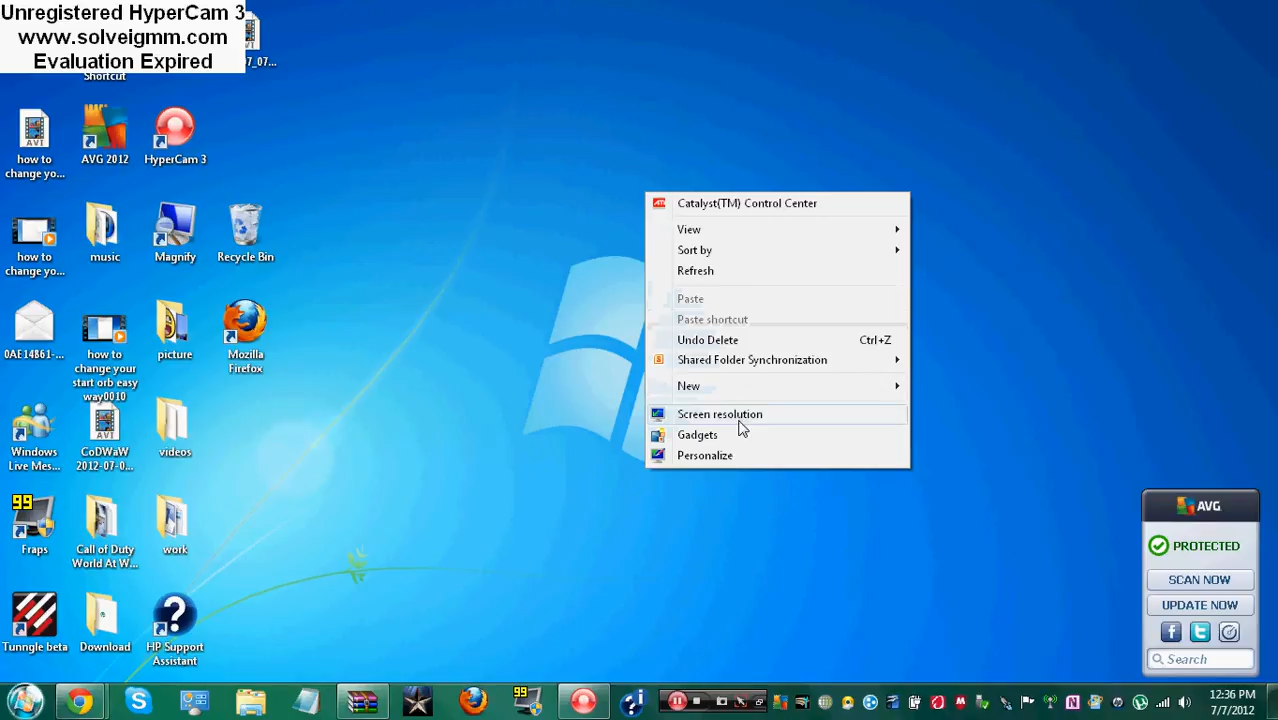 Unregistered HyperCam 3
www.solveigmm.com
Evaluation Expired
Shortcut
07_07...
how to
change yo...
AVG 2012
HyperCam 3
how to
change yo...
music
Magnify
Recycle Bin
0AE14861-...
how to
change your
start orb easy
way0010
picture
Mozilla
Firefox
Windows
Live Mes...
CoDWaW
2012-07-0...
videos
99
Fraps
Call of Duty
World At W...
work
Tunngle beta
Download
HP Support
Assistant
Catalyst(TM) Control Center
View
Sort by
Refresh
Paste
Paste shortcut
Undo Delete Ctrl+Z
Shared Folder Synchronization
New
Screen resolution
Gadgets
Personalize
AVG
PROTECTED
SCAN NOW
UPDATE NOW
Search
99
12:36 PM
7/7/2012